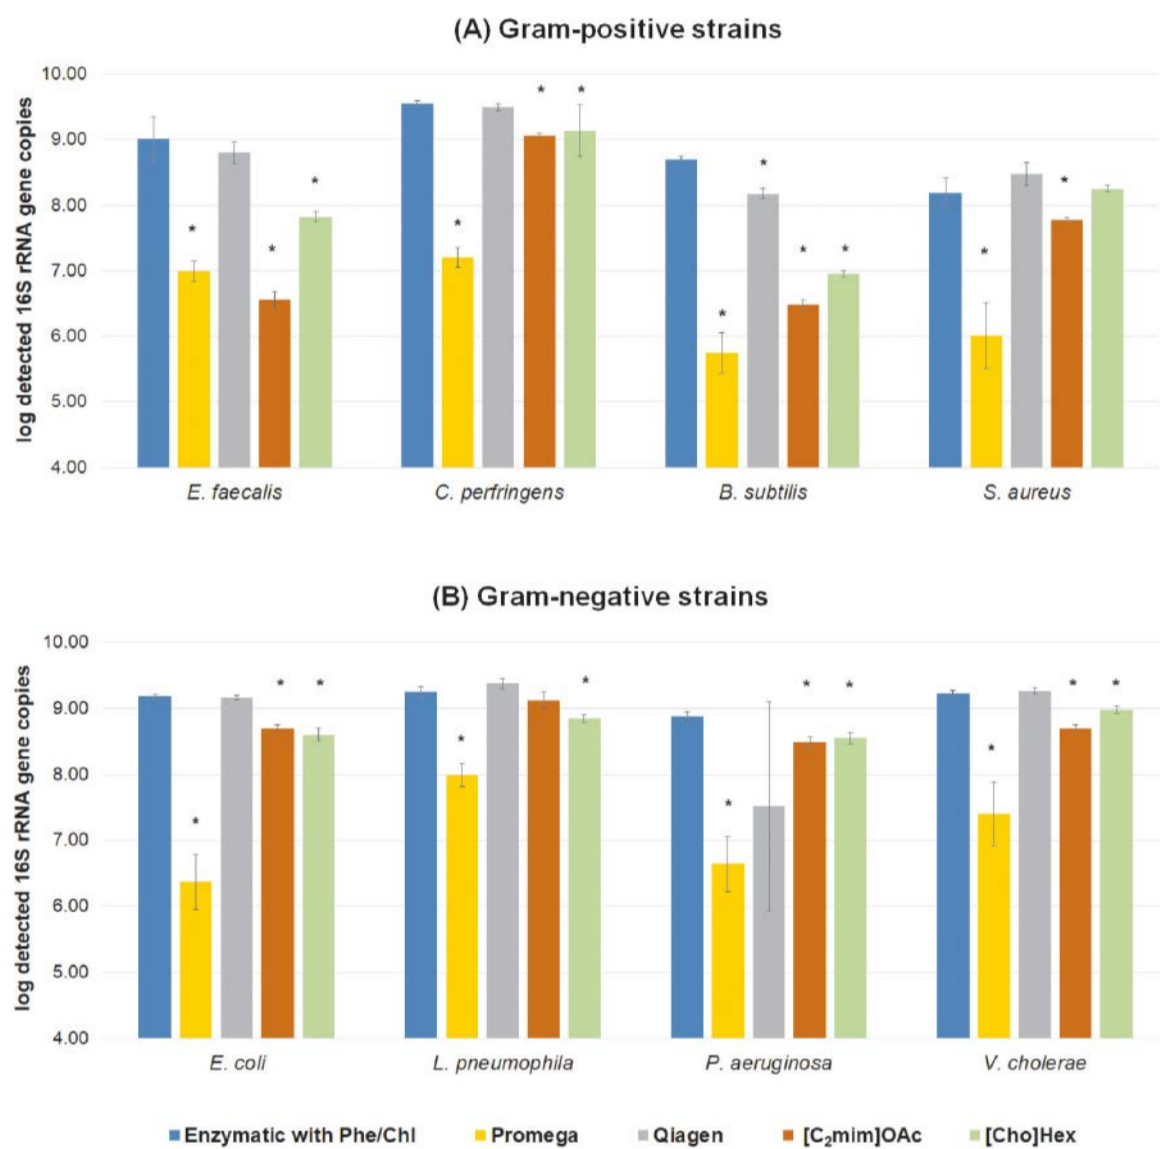 (A) Gram-positive strains
log detected 16S rRNA gene copies
10.00
9.00
8.00
7.00
6.00
5.00
4.00
* * * * * * * * * * *
E. faecalis C. perfringens B. subtilis S. aureus
(B) Gram-negative strains
log detected 16S rRNA gene copies
10.00
9.00
8.00
7.00
6.00
5.00
4.00
* * * * * * * * * * *
E. coli L. pneumophila P. aeruginosa V. cholerae
Enzymatic with Phe/Chl Promega Qiagen [C₂mim]OAc [Cho]Hex